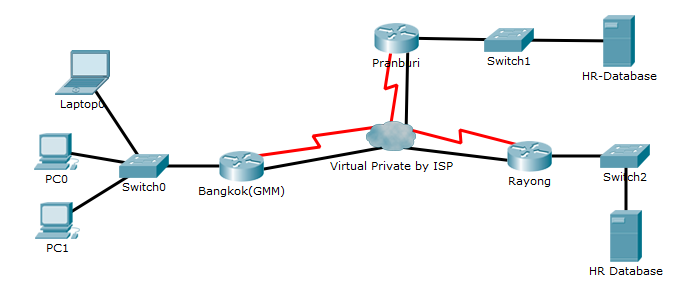 Pranburi
Switch1
HR-Database
Laptop0
PC0
Switch0
Bangkok(GMM)
Virtual Private by ISP
Rayong
Switch2
PC1
HR Database